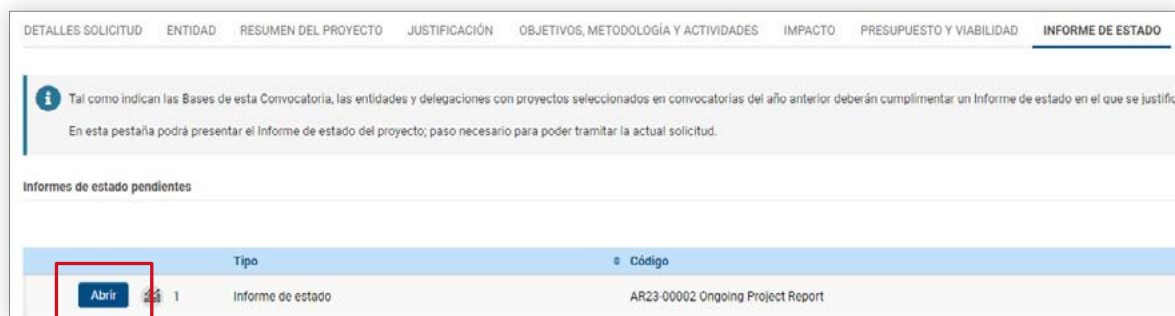 DETALLES SOLICITUD ENTIDAD RESUMEN DEL PROYECTO JUSTIFICACIÓN OBJETIVOS, METODOLOGÍA Y ACTIVIDADES IMPACTO PRESUPUESTO Y VIABILIDAD INFORME DE ESTADO
i Tal como indican las Bases de esta Convocatoria, las entidades y delegaciones con proyectos seleccionados en convocatorias del año anterior deberán cumplimentar un Informe de estado en el que se justific
En esta pestaña podrá presentar el Informe de estado del proyecto; paso necesario para poder tramitar la actual solicitud.
Informes de estado pendientes
Tipo Código
Abrir 1 Informe de estado AR23-00002 Ongoing Project Report